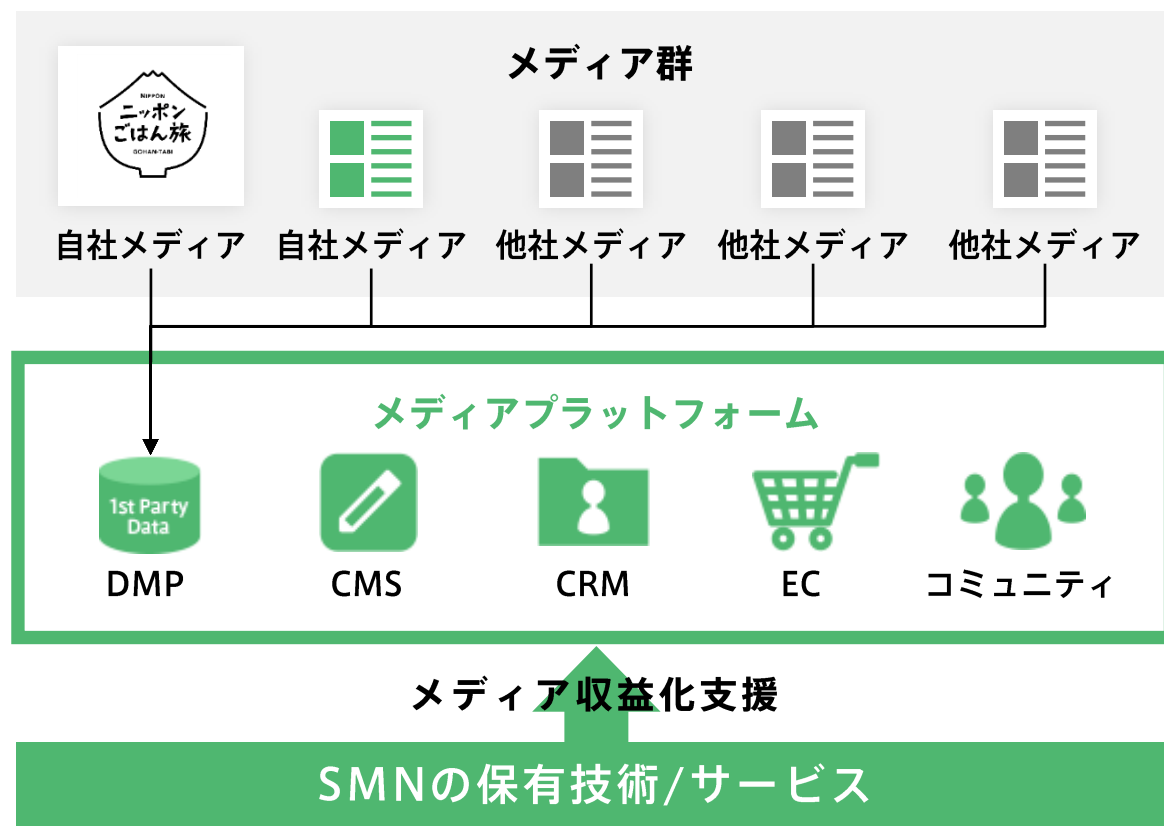 メディア群
NIPPON
ニッポン
ごはん旅
GOHAN-TABI
自社メディア
自社メディア
他社メディア
他社メディア
他社メディア
メディアプラットフォーム
1st Party
Data
DMP
CMS
CRM
EC
コミュニティ
メディア収益化支援
SMNの保有技術/サービス